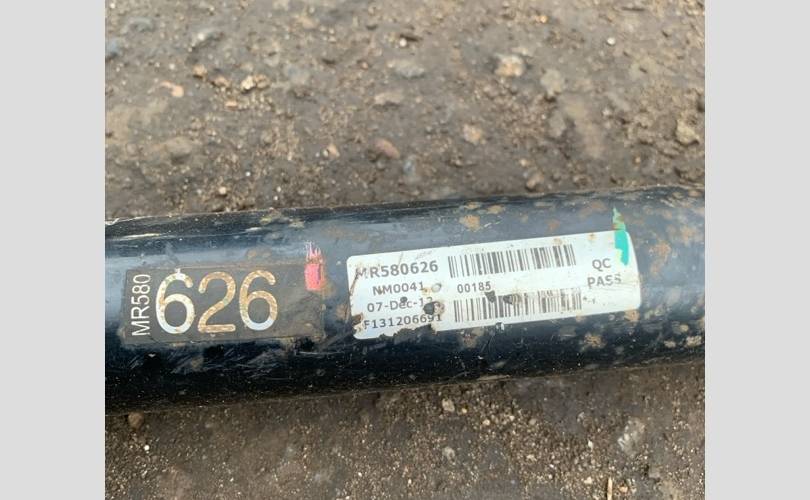 MR580
626
MR580626
NM0041
00185
QC
PASS
07-Dec-13
F131206691